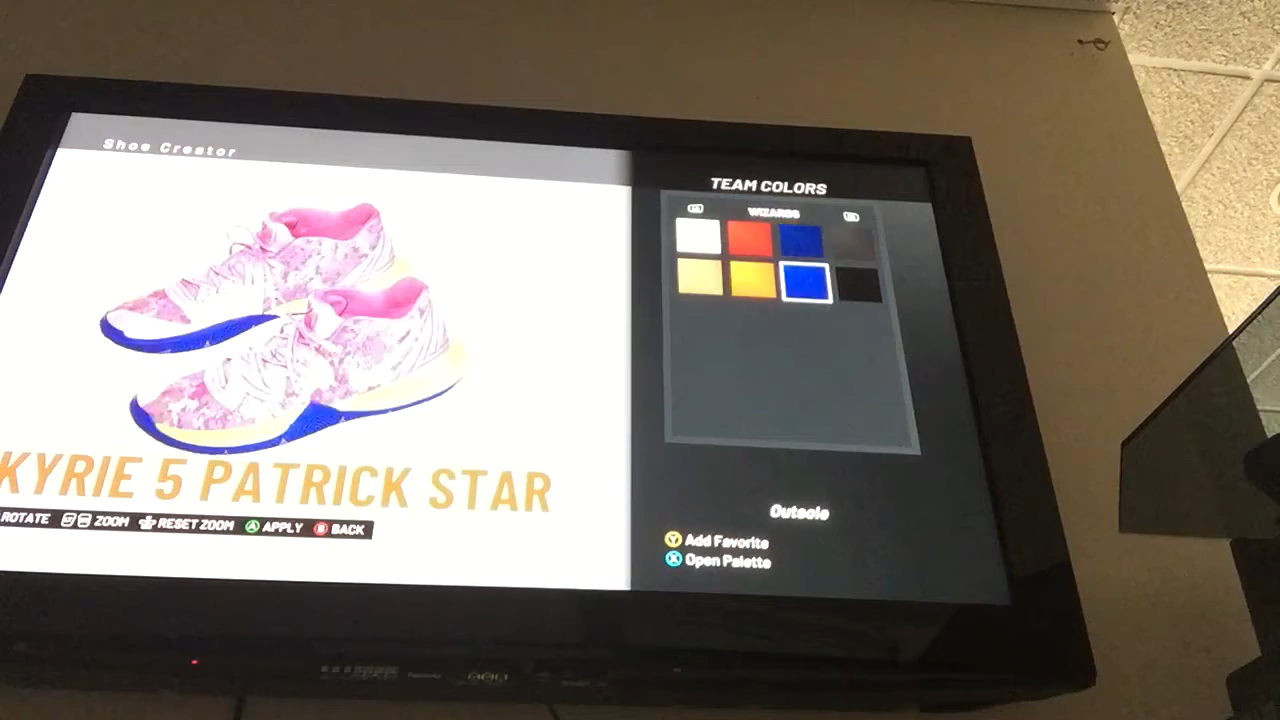 Shoe Creator
TEAM COLORS
WIZARDS
KYRIE 5 PATRICK STAR
ROTATE ZOOM RESET ZOOM A APPLY B BACK
Outsole
Y Add Favorite
X Open Palette